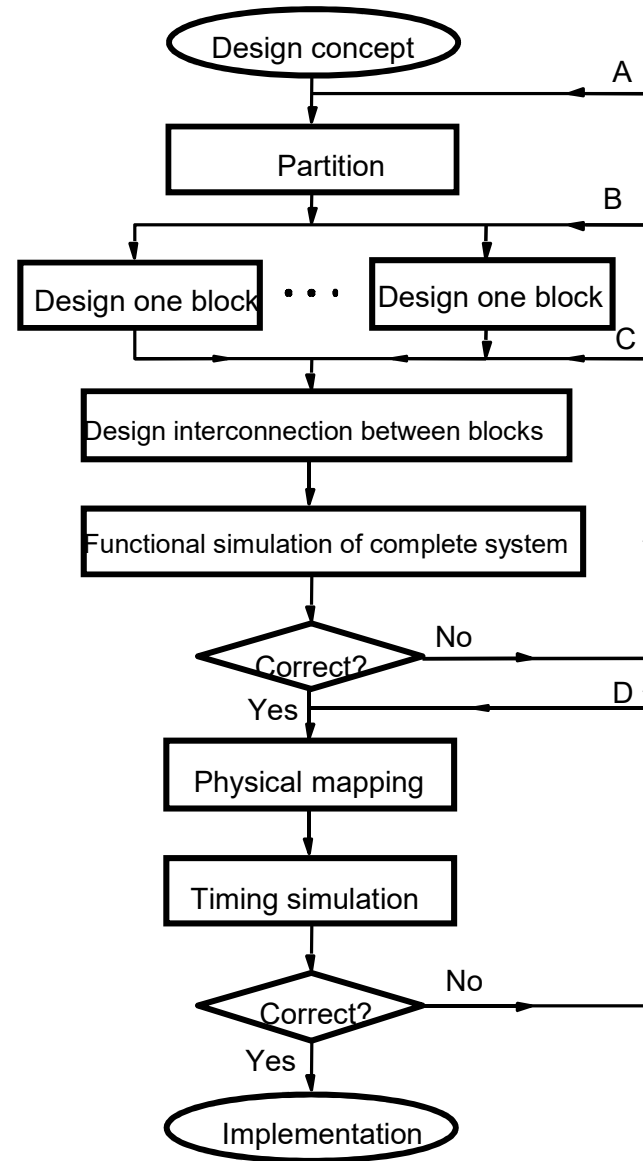 Design concept
A
Partition
B
Design one block
Design one block
C
Design interconnection between blocks
Functional simulation of complete system
Correct?
No
Yes
D
Physical mapping
Timing simulation
Correct?
No
Yes
Implementation